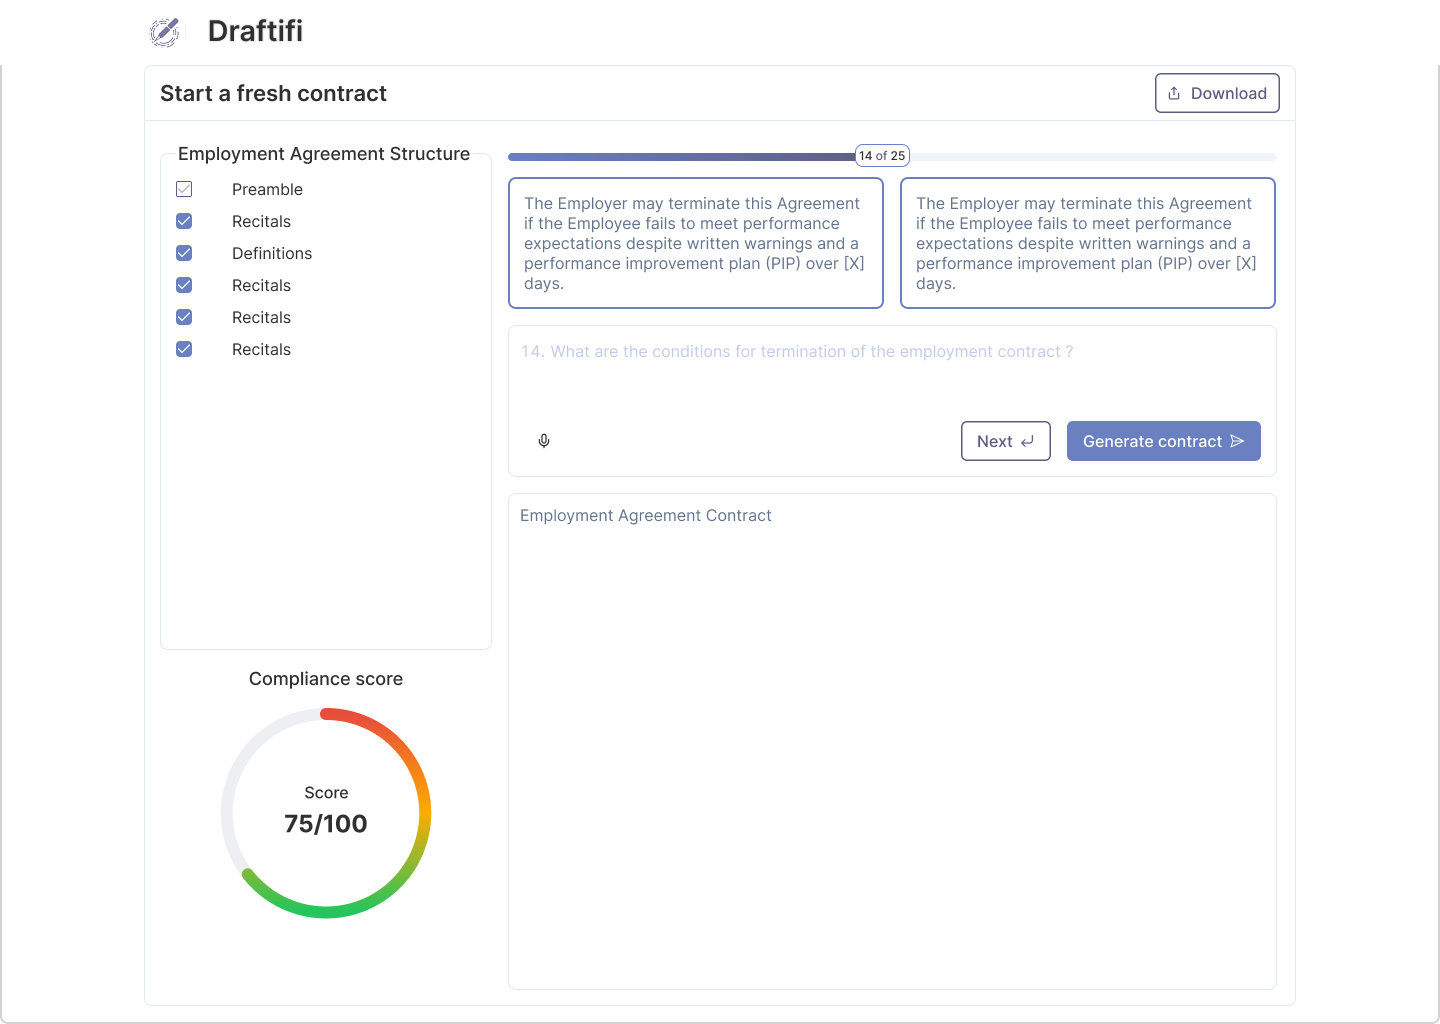 Draftifi
Start a fresh contract
Download
Employment Agreement Structure
Preamble
Recitals
Definitions
Recitals
Recitals
Recitals
Compliance score
Score
75/100
14 of 25
The Employer may terminate this Agreement
if the Employee fails to meet performance
expectations despite written warnings and a
performance improvement plan (PIP) over [X]
days.
The Employer may terminate this Agreement
if the Employee fails to meet performance
expectations despite written warnings and a
performance improvement plan (PIP) over [X]
days.
14. What are the conditions for termination of the employment contract ?
Next
Generate contract
Employment Agreement Contract